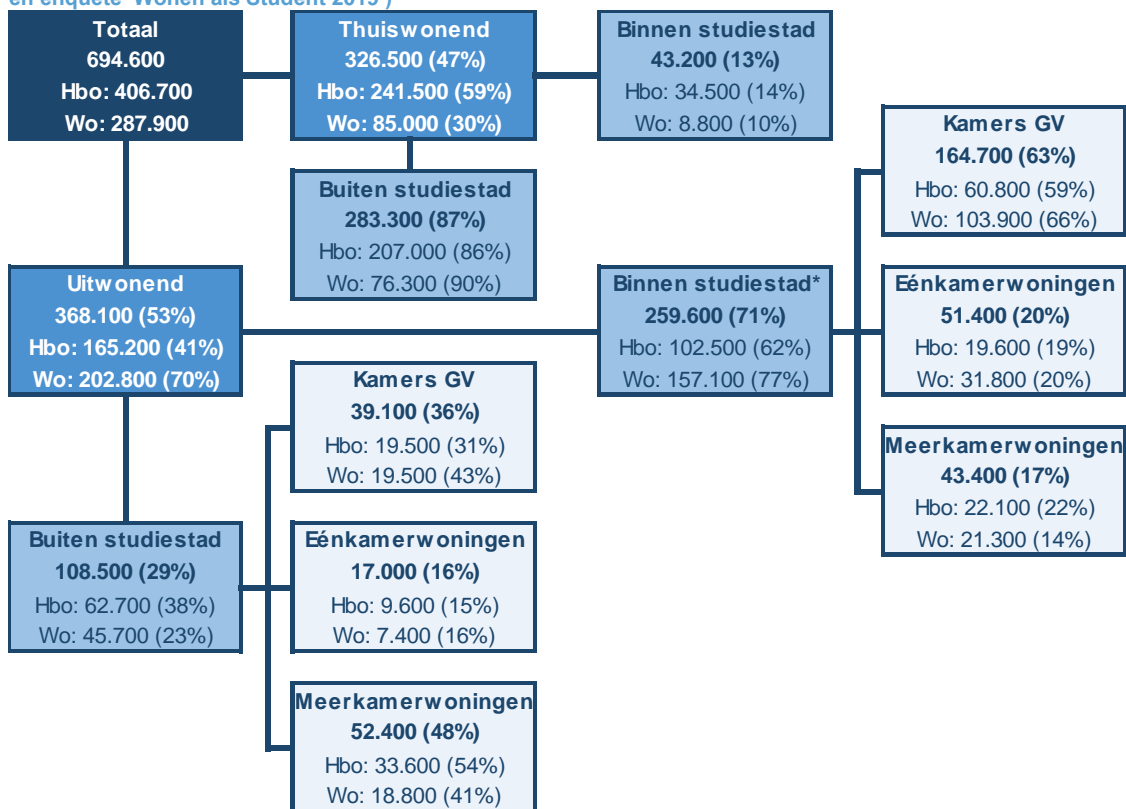 en enquête 'Wonen als Student 2019')
Totaal
694.600
Hbo: 406.700
Wo: 287.900
Thuiswonend
326.500 (47%)
Hbo: 241.500 (59%)
Wo: 85.000 (30%)
Binnen studiestad
43.200 (13%)
Hbo: 34.500 (14%)
Wo: 8.800 (10%)
Buiten studiestad
283.300 (87%)
Hbo: 207.000 (86%)
Wo: 76.300 (90%)
Uitwonend
368.100 (53%)
Hbo: 165.200 (41%)
Wo: 202.800 (70%)
Binnen studiestad*
259.600 (71%)
Hbo: 102.500 (62%)
Wo: 157.100 (77%)
Kamers GV
164.700 (63%)
Hbo: 60.800 (59%)
Wo: 103.900 (66%)
Eénkamerwoningen
51.400 (20%)
Hbo: 19.600 (19%)
Wo: 31.800 (20%)
Meerkamerwoningen
43.400 (17%)
Hbo: 22.100 (22%)
Wo: 21.300 (14%)
Buiten studiestad
108.500 (29%)
Hbo: 62.700 (38%)
Wo: 45.700 (23%)
Kamers GV
39.100 (36%)
Hbo: 19.500 (31%)
Wo: 19.500 (43%)
Eénkamerwoningen
17.000 (16%)
Hbo: 9.600 (15%)
Wo: 7.400 (16%)
Meerkamerwoningen
52.400 (48%)
Hbo: 33.600 (54%)
Wo: 18.800 (41%)